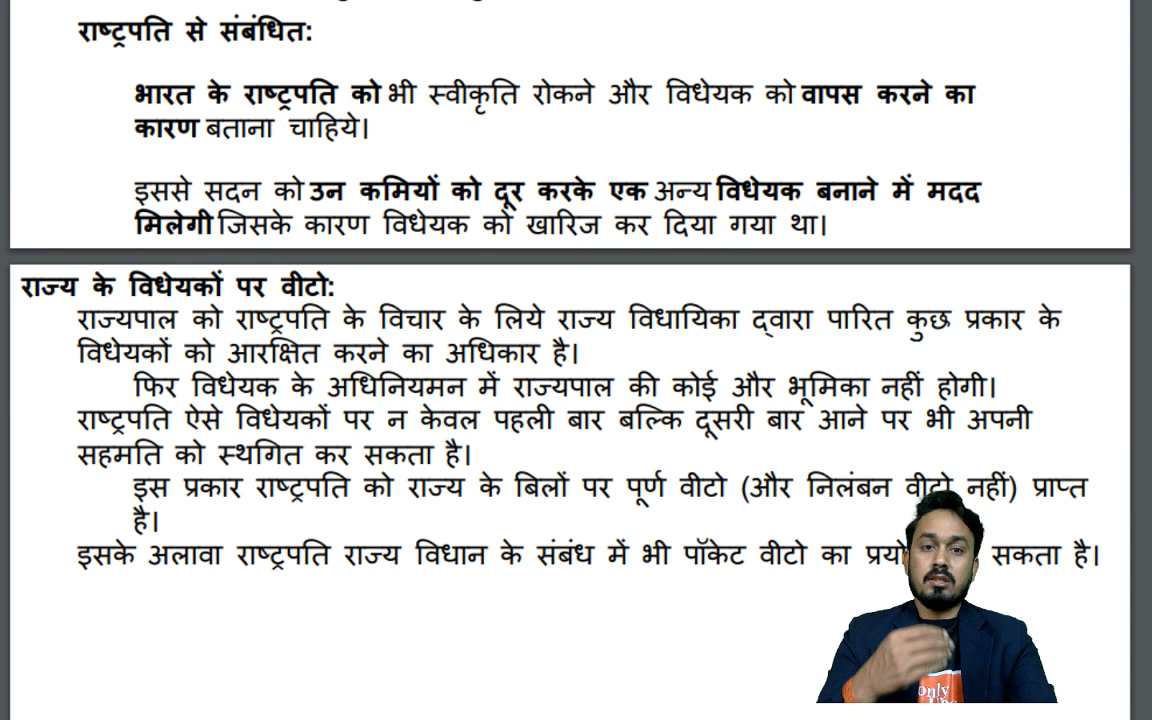 राष्ट्रपति से संबंधित:
भारत के राष्ट्रपति को भी स्वीकृति रोकने और विधेयक को वापस करने का
कारण बताना चाहिये।
इससे सदन को उन कमियों को दूर करके एक अन्य विधेयक बनाने में मदद
मिलेगी जिसके कारण विधेयक को खारिज कर दिया गया था।
राज्य के विधेयकों पर वीटो:
राज्यपाल को राष्ट्रपति के विचार के लिये राज्य विधायिका द्वारा पारित कुछ प्रकार के
विधेयकों को आरक्षित करने का अधिकार है।
फिर विधेयक के अधिनियमन में राज्यपाल की कोई और भूमिका नहीं होगी।
राष्ट्रपति ऐसे विधेयकों पर न केवल पहली बार बल्कि दूसरी बार आने पर भी अपनी
सहमति को स्थगित कर सकता है।
इस प्रकार राष्ट्रपति को राज्य के बिलों पर पूर्ण वीटो (और निलंबन वीटो नहीं) प्राप्त
है।
इसके अलावा राष्ट्रपति राज्य विधान के संबंध में भी पॉकेट वीटो का सकता है।
only